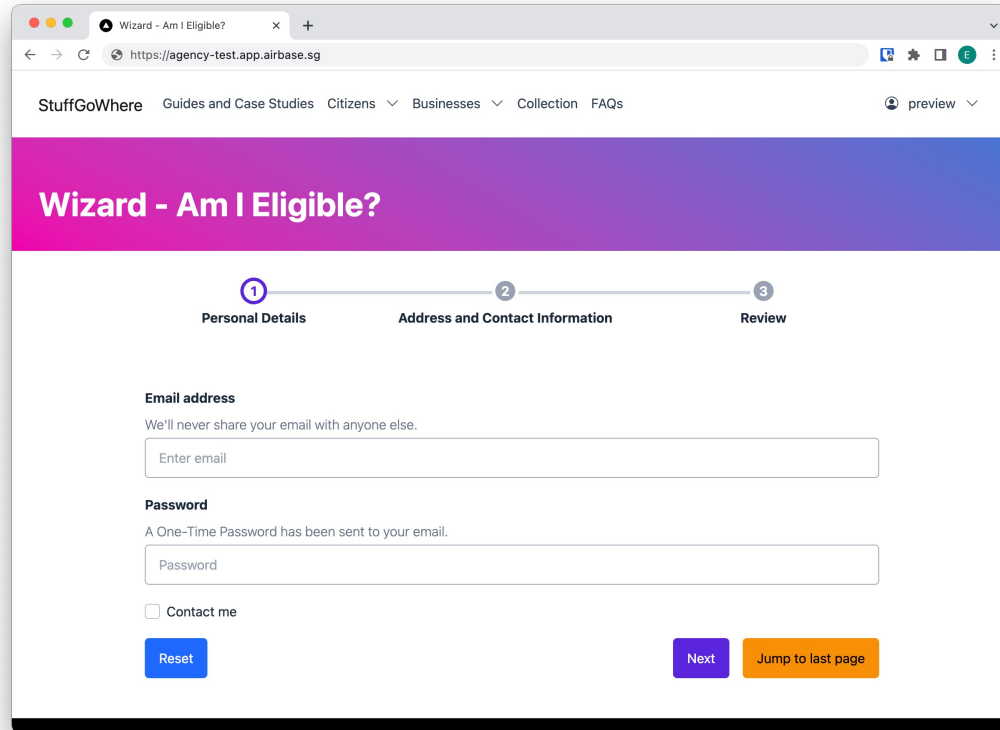 Wizard - Am I Eligible?
https://agency-test.app.airbase.sg
E
StuffGoWhere Guides and Case Studies Citizens Businesses Collection FAQs preview
Wizard - Am I Eligible?
1 2 3
Personal Details Address and Contact Information Review
Email address
We'll never share your email with anyone else.
Enter email
Password
A One-Time Password has been sent to your email.
Password
Contact me
Reset Next Jump to last page